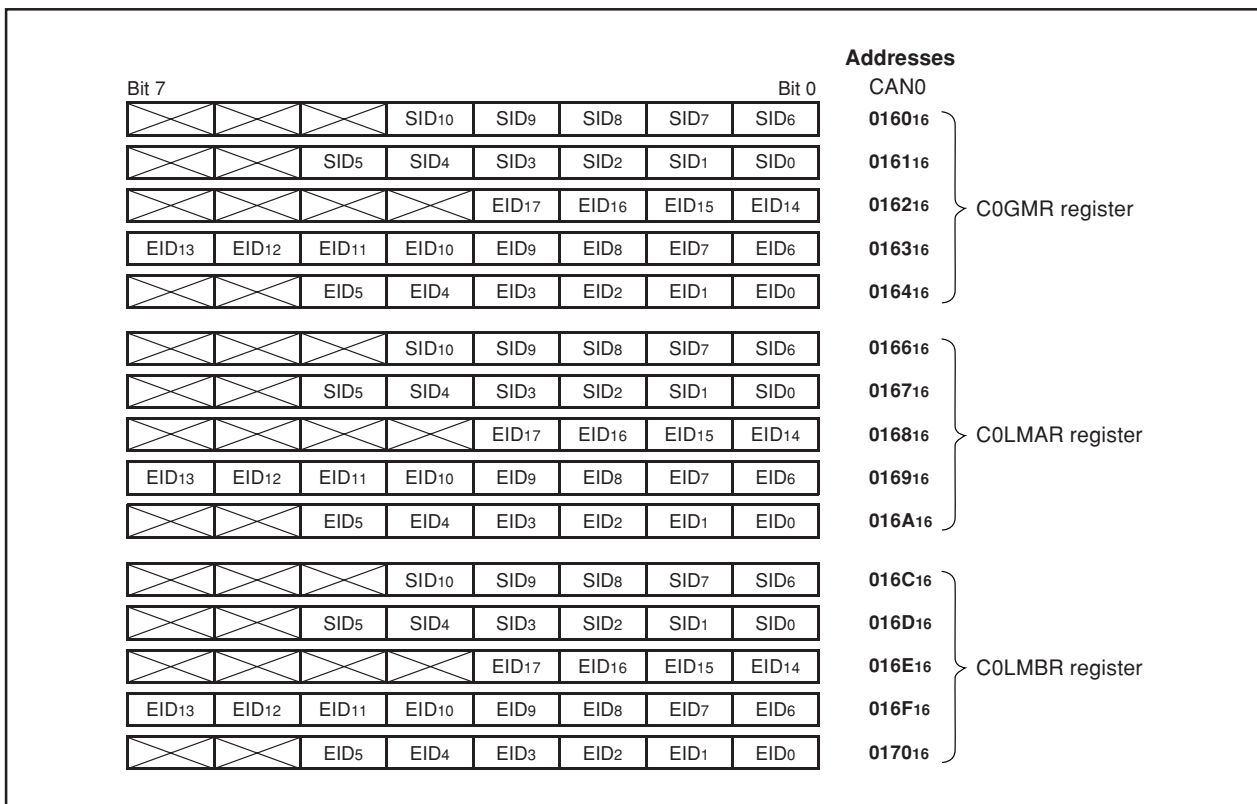 Addresses
Bit 7 Bit 0 CAN0
SID10 SID9 SID8 SID7 SID6 016016
SID5 SID4 SID3 SID2 SID1 SID0 016116
EID17 EID16 EID15 EID14 016216 C0GMR register
EID13 EID12 EID11 EID10 EID9 EID8 EID7 EID6 016316
EID5 EID4 EID3 EID2 EID1 EID0 016416
SID10 SID9 SID8 SID7 SID6 016616
SID5 SID4 SID3 SID2 SID1 SID0 016716
EID17 EID16 EID15 EID14 016816 C0LMAR register
EID13 EID12 EID11 EID10 EID9 EID8 EID7 EID6 016916
EID5 EID4 EID3 EID2 EID1 EID0 016A16
SID10 SID9 SID8 SID7 SID6 016C16
SID5 SID4 SID3 SID2 SID1 SID0 016D16
EID17 EID16 EID15 EID14 016E16 C0LMBR register
EID13 EID12 EID11 EID10 EID9 EID8 EID7 EID6 016F16
EID5 EID4 EID3 EID2 EID1 EID0 017016